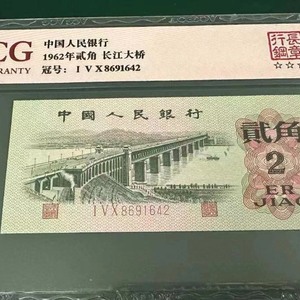 CG
RRANTY
中国人民银行
1962年贰角 长江大桥
冠号: I V X 8691642
中国人民银行
贰角
2
ER
JIAO
I V X 8691642